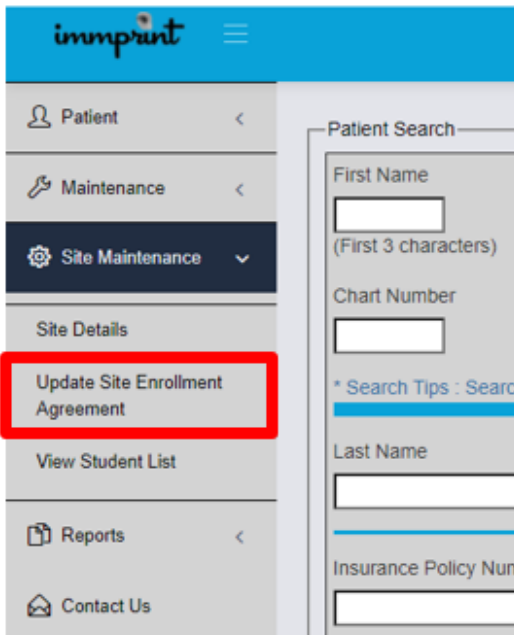 immprint
Patient
Maintenance
Site Maintenance
Site Details
Update Site Enrollment
Agreement
View Student List
Reports
Contact Us
Patient Search
First Name
(First 3 characters)
Chart Number
* Search Tips : Searc
Last Name
Insurance Policy Num